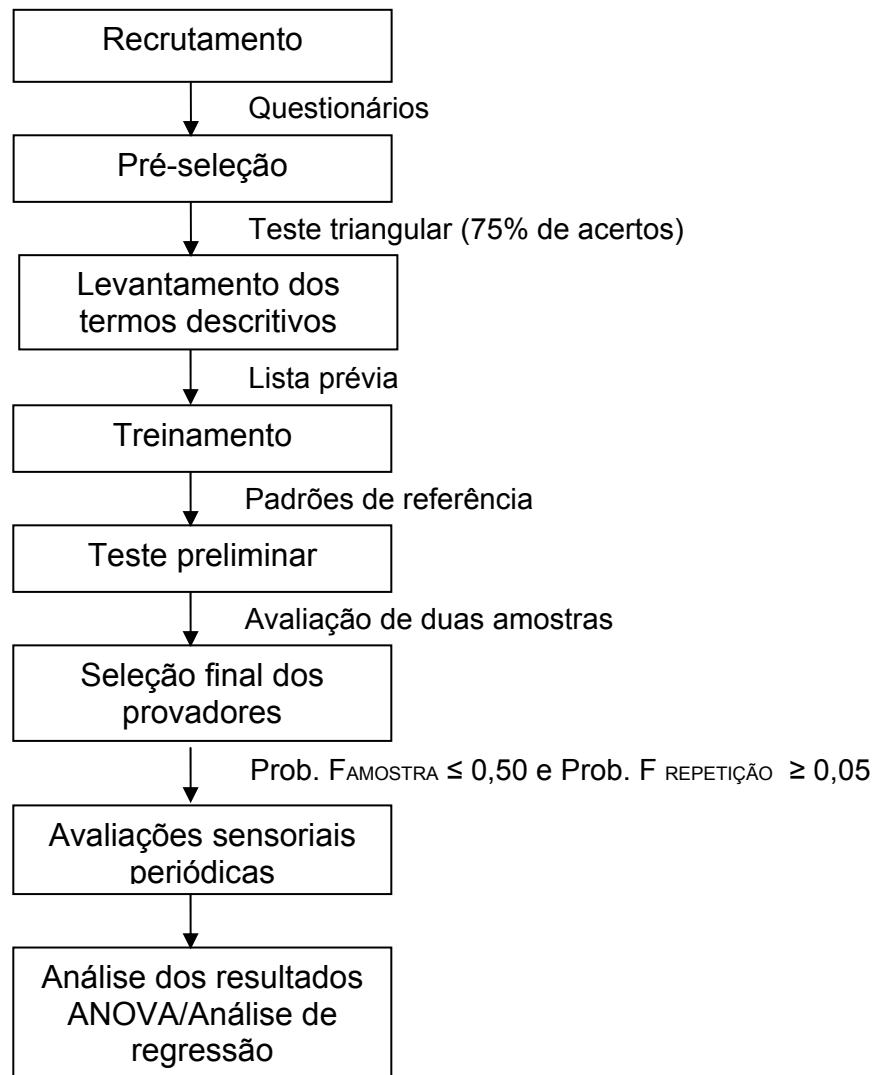 Recrutamento
Questionários
Pré-seleção
Teste triangular (75% de acertos)
Levantamento dos
termos descritivos
Lista prévia
Treinamento
Padrões de referência
Teste preliminar
Avaliação de duas amostras
Seleção final dos
provadores
Prob. FAMOSTRA ≤ 0,50 e Prob. F REPETIÇÃO ≥ 0,05
Avaliações sensoriais
periódicas
Análise dos resultados
ANOVA/Análise de
regressão